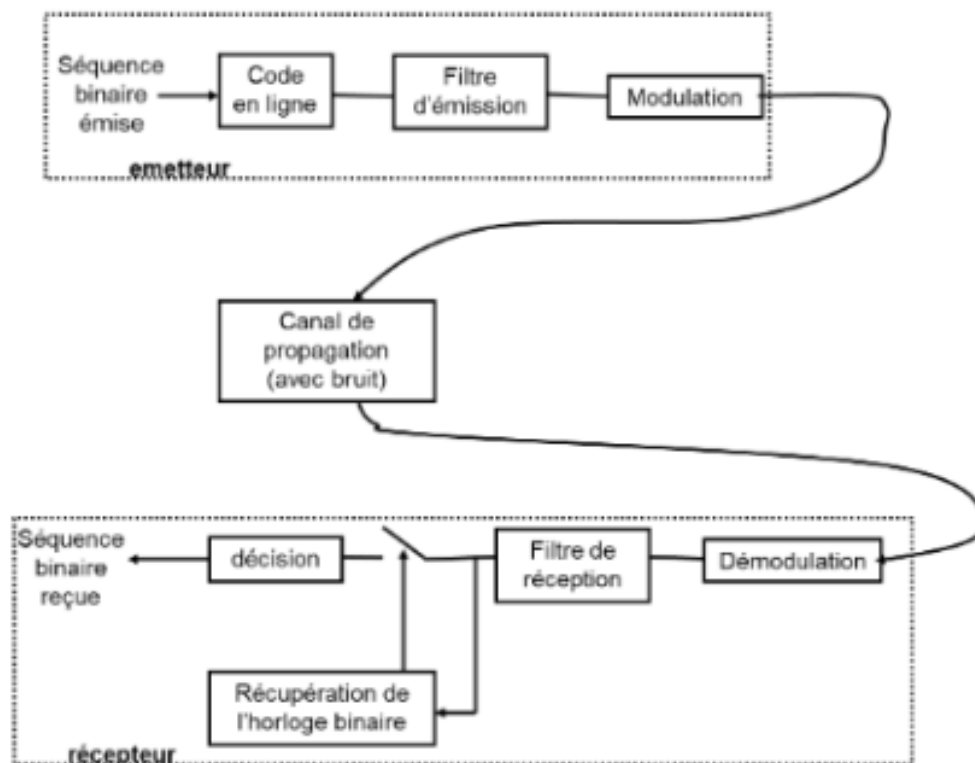 Séquence
binaire
émise
Code
en ligne
Filtre
d'émission
Modulation
emetteur
Canal de
propagation
(avec bruit)
Séquence
binaire
reçue
décision
Filtre de
réception
Démodulation
Récupération de
l'horloge binaire
récepteur